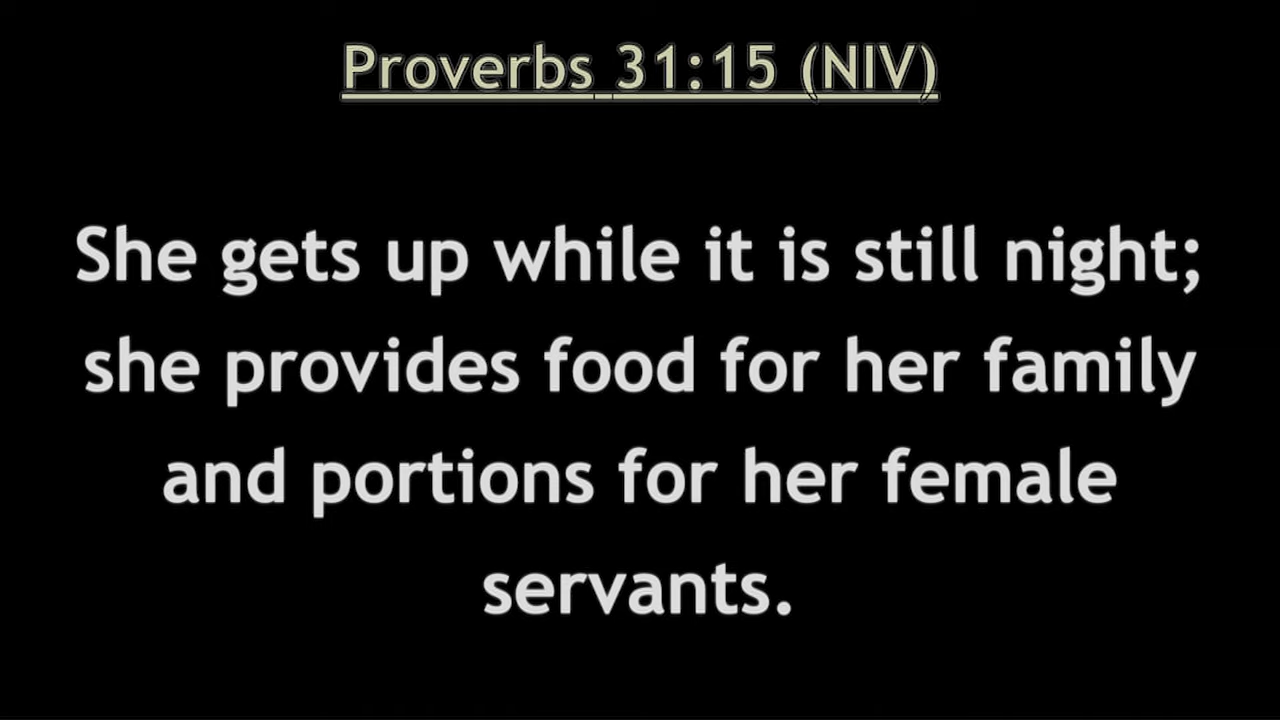 Proverbs 31:15 (NIV)
She gets up while it is still night;
she provides food for her family
and portions for her female
servants.